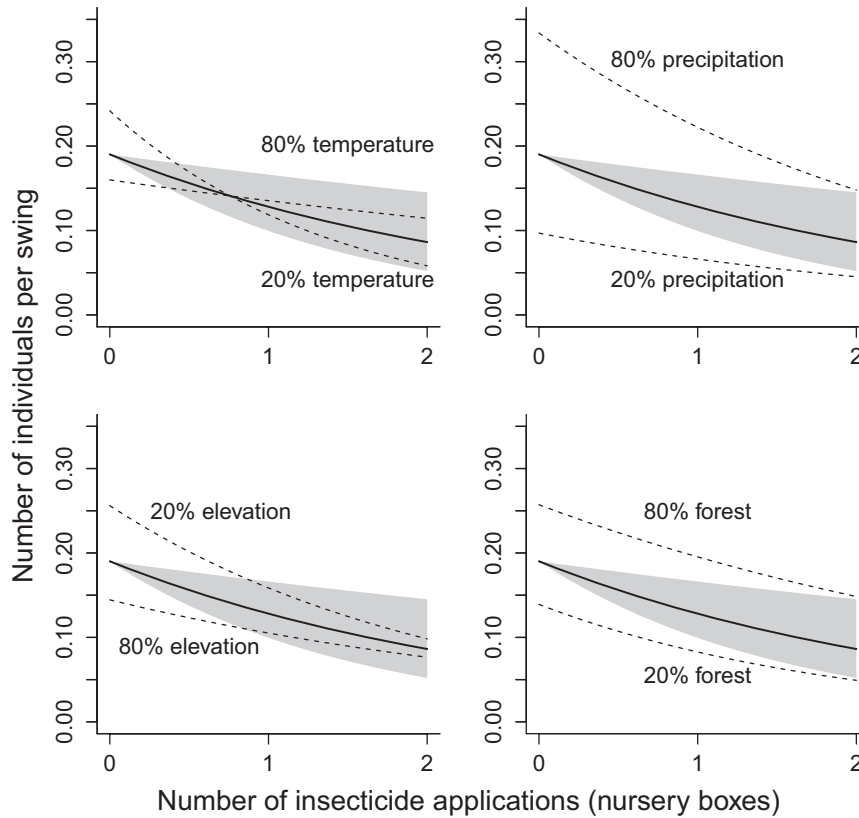 Number of individuals per swing
0.30
0.20
0.10
0.00
80% temperature
20% temperature
0 1 2
0.30
0.20
0.10
0.00
80% precipitation
20% precipitation
0 1 2
0.30
0.20
0.10
0.00
20% elevation
80% elevation
0 1 2
0.30
0.20
0.10
0.00
80% forest
20% forest
0 1 2
Number of insecticide applications (nursery boxes)